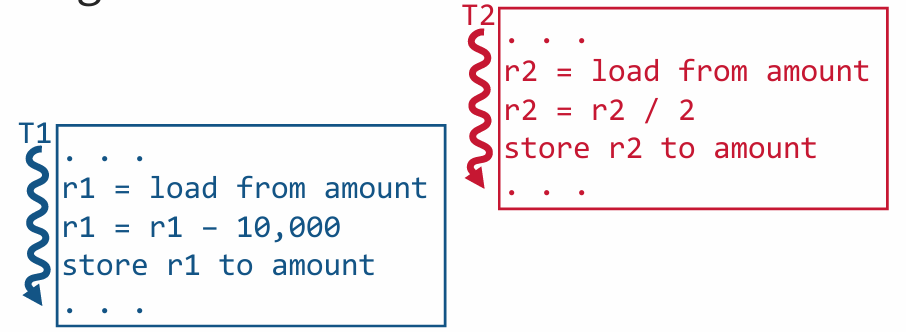 T2
. . .
r2 = load from amount
r2 = r2 / 2
store r2 to amount
. . .
T1
. . .
r1 = load from amount
r1 = r1 – 10,000
store r1 to amount
. . .